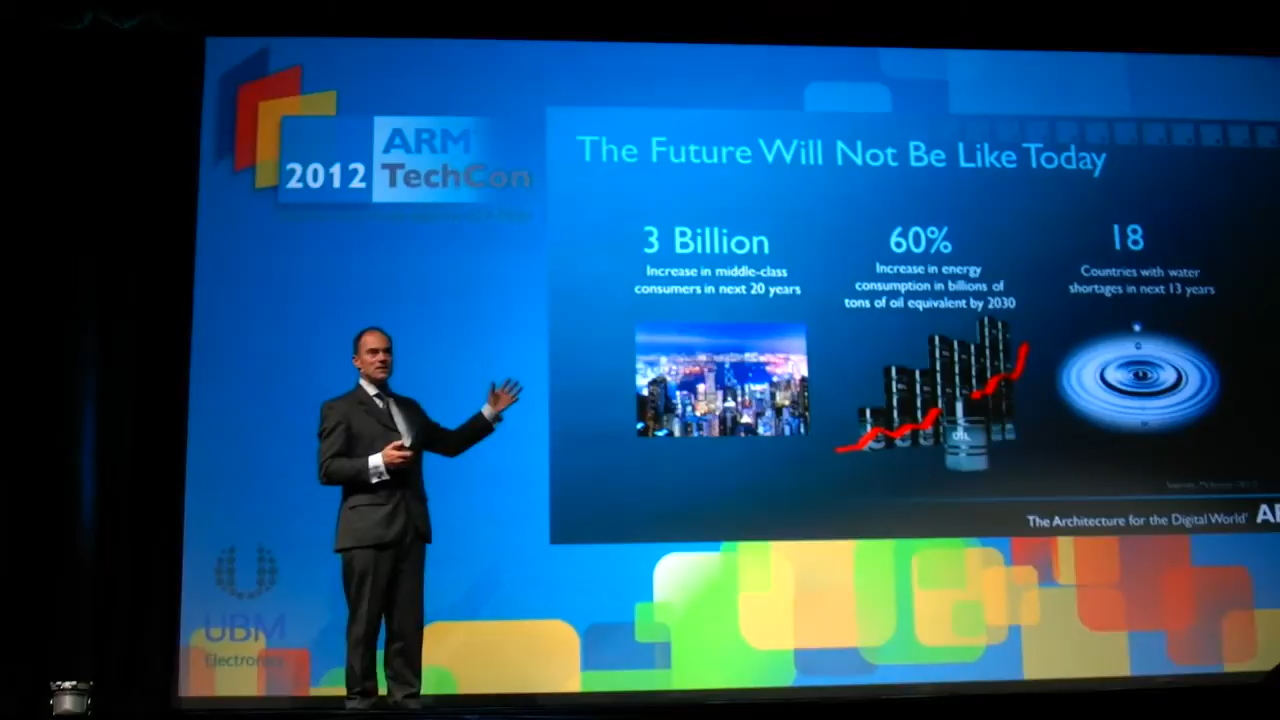 ARM
2012 TechCon
The Future Will Not Be Like Today
3 Billion
Increase in middle-class
consumers in next 20 years
60%
Increase in energy
consumption in billions of
tons of oil equivalent by 2030
18
Countries with water
shortages in next 13 years
OIL
The Architecture for the Digital World
UBM
Electronics